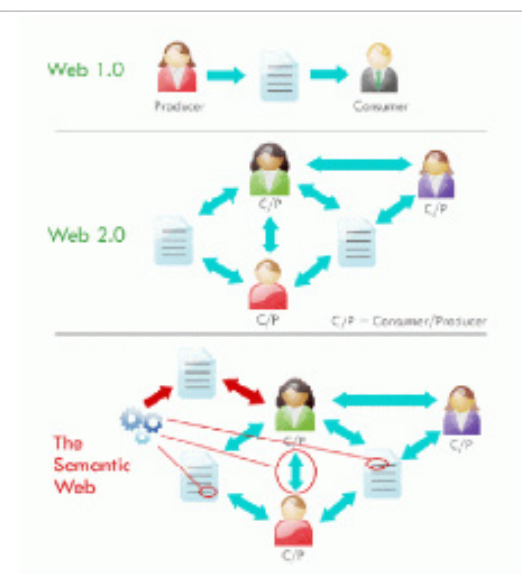 Web 1.0
Producer
Consumer
C/P
C/P
Web 2.0
C/P
C/P = Consumer/Producer
C/P
C/P
The
Semantic
Web
C/P